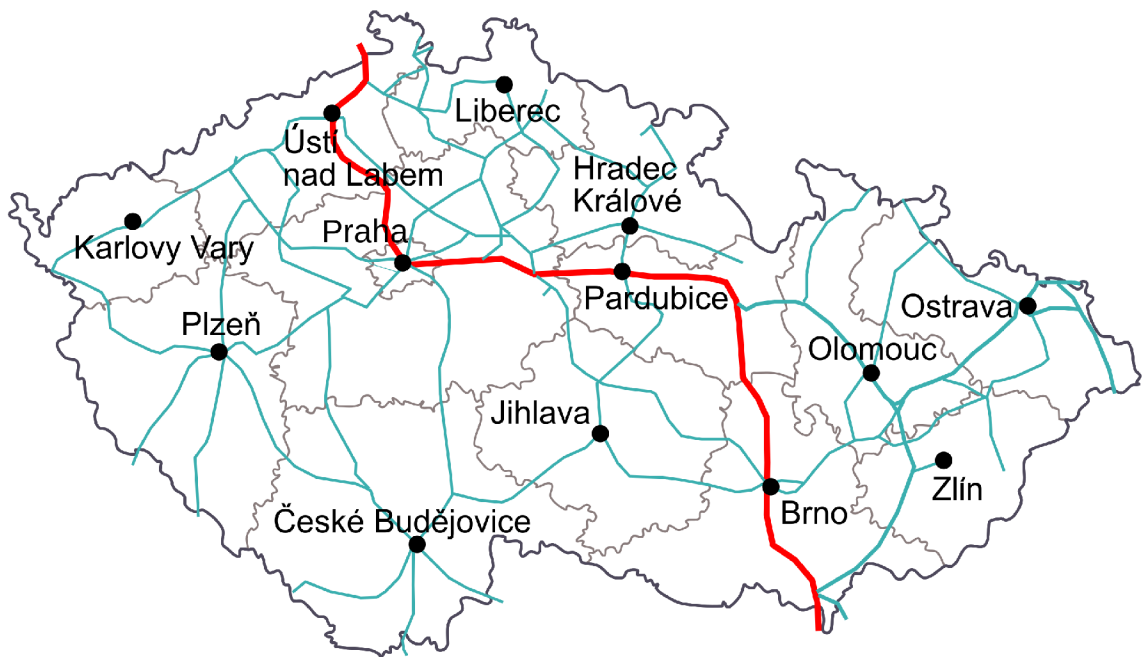 Liberec
Ústí
nad Labem
Hradec
Králové
Karlovy Vary
Praha
Pardubice
Ostrava
Plzeň
Olomouc
Jihlava
Zlín
Brno
České Budějovice